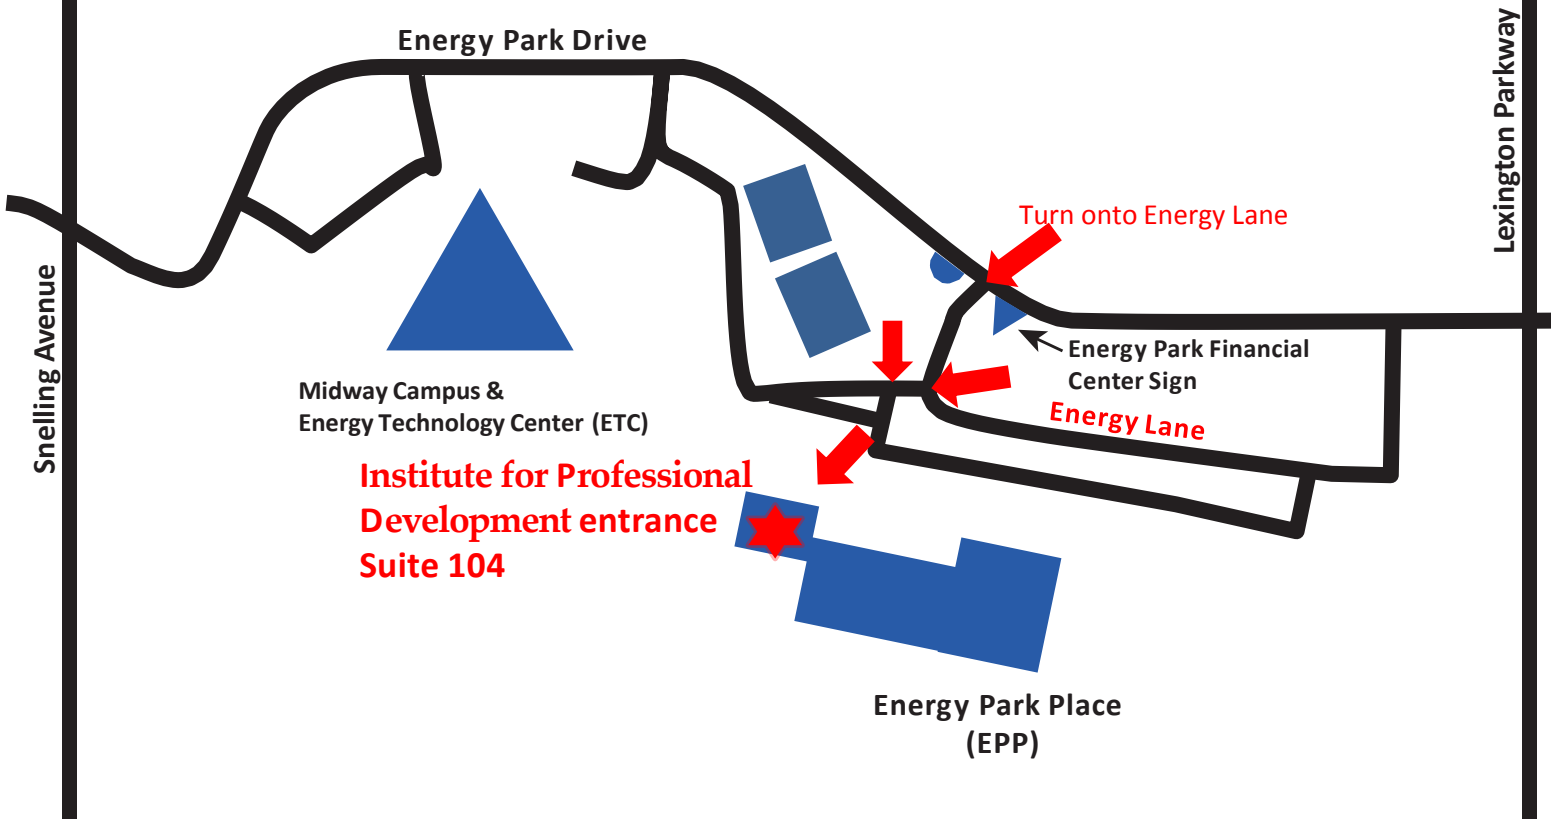 Energy Park Drive
Lexington Parkway
Turn onto Energy Lane
Snelling Avenue
Energy Park Financial
Center Sign
Midway Campus &
Energy Technology Center (ETC)
Energy Lane
Institute for Professional
Development entrance
Suite 104
Energy Park Place
(EPP)